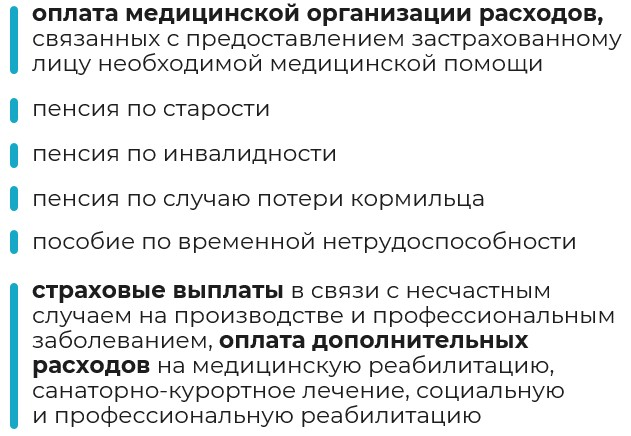 оплата медицинской организации расходов,
связанных с предоставлением застрахованному
лицу необходимой медицинской помощи
пенсия по старости
пенсия по инвалидности
пенсия по случаю потери кормильца
пособие по временной нетрудоспособности
страховые выплаты в связи с несчастным
случаем на производстве и профессиональным
заболеванием, оплата дополнительных
расходов на медицинскую реабилитацию,
санаторно-курортное лечение, социальную
и профессиональную реабилитацию